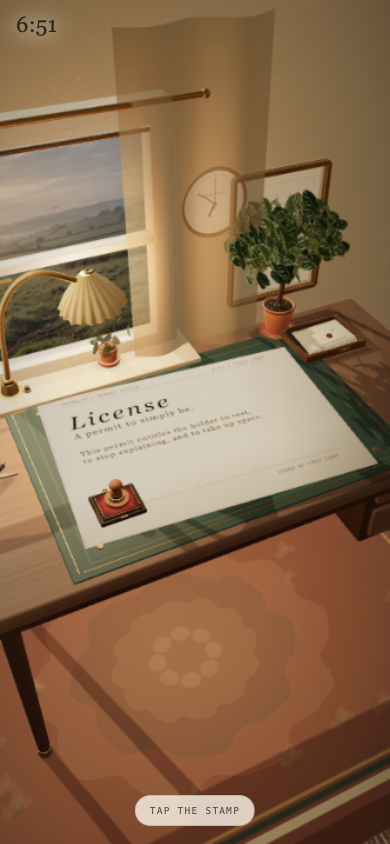 6:51
License
A permit to simply be.
This permit entitles the holder to rest,
to stop explaining, and to take up space.
TAP THE STAMP